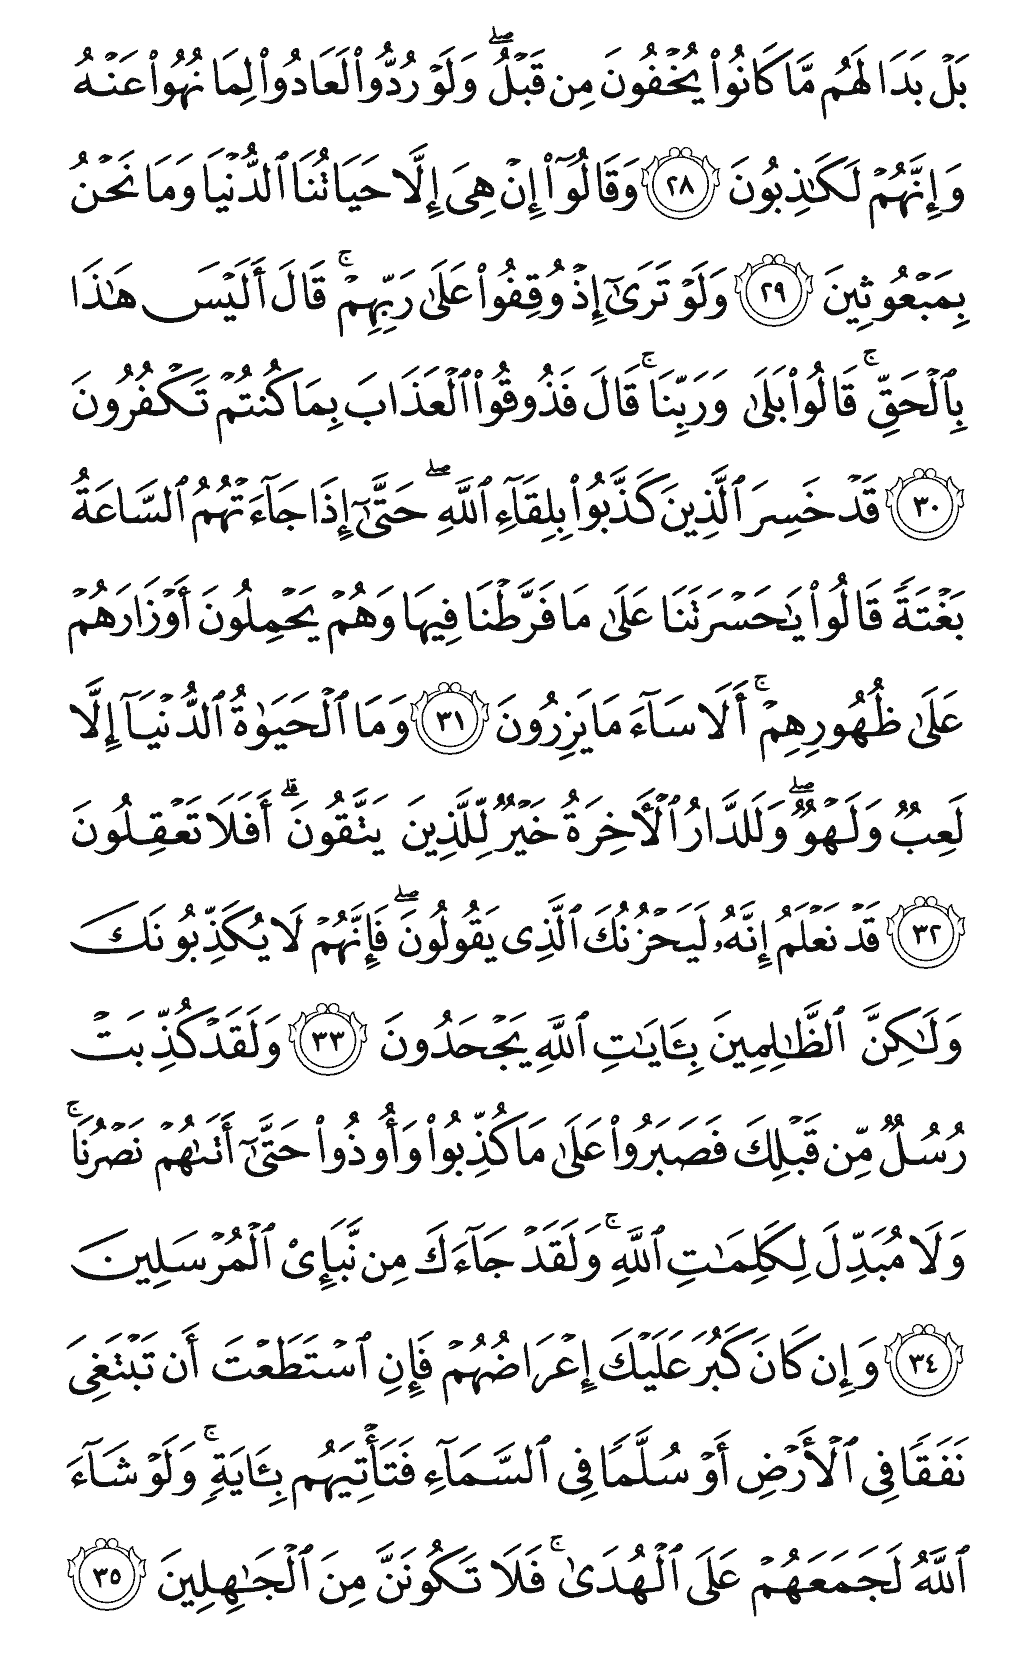 بَلْ بَدَا لَهُم مَّا كَانُوا۟ يُخْفُونَ مِن قَبْلُ ۖ وَلَوْ رُدُّوا۟ لَعَادُوا۟ لِمَا نُهُوا۟ عَنْهُ
وَإِنَّهُمْ لَكَـٰذِبُونَ ٢٨ وَقَالُوٓا۟ إِنْ هِىَ إِلَّا حَيَاتُنَا ٱلدُّنْيَا وَمَا نَحْنُ
بِمَبْعُوثِينَ ٢٩ وَلَوْ تَرَىٰٓ إِذْ وُقِفُوا۟ عَلَىٰ رَبِّهِمْ ۚ قَالَ أَلَيْسَ هَـٰذَا
بِٱلْحَقِّ ۚ قَالُوا۟ بَلَىٰ وَرَبِّنَا ۚ قَالَ فَذُوقُوا۟ ٱلْعَذَابَ بِمَا كُنتُمْ تَكْفُرُونَ
٣٠ قَدْ خَسِرَ ٱلَّذِينَ كَذَّبُوا۟ بِلِقَآءِ ٱللَّهِ ۖ حَتَّىٰٓ إِذَا جَآءَتْهُمُ ٱلسَّاعَةُ
بَغْتَةً قَالُوا۟ يَـٰحَسْرَتَنَا عَلَىٰ مَا فَرَّطْنَا فِيهَا وَهُمْ يَحْمِلُونَ أَوْزَارَهُمْ
عَلَىٰ ظُهُورِهِمْ ۚ أَلَا سَآءَ مَا يَزِرُونَ ٣١ وَمَا ٱلْحَيَوٰةُ ٱلدُّنْيَآ إِلَّا
لَعِبٌ وَلَهْوٌ ۖ وَلَلدَّارُ ٱلْـَٔاخِرَةُ خَيْرٌ لِّلَّذِينَ يَتَّقُونَ ۗ أَفَلَا تَعْقِلُونَ
٣٢ قَدْ نَعْلَمُ إِنَّهُۥ لَيَحْزُنُكَ ٱلَّذِى يَقُولُونَ ۖ فَإِنَّهُمْ لَا يُكَذِّبُونَكَ
وَلَـٰكِنَّ ٱلظَّـٰلِمِينَ بِـَٔايَـٰتِ ٱللَّهِ يَجْحَدُونَ ٣٣ وَلَقَدْ كُذِّبَتْ
رُسُلٌ مِّن قَبْلِكَ فَصَبَرُوا۟ عَلَىٰ مَا كُذِّبُوا۟ وَأُوذُوا۟ حَتَّىٰٓ أَتَىٰهُمْ نَصْرُنَا ۚ
وَلَا مُبَدِّلَ لِكَلِمَـٰتِ ٱللَّهِ ۚ وَلَقَدْ جَآءَكَ مِن نَّبَإِى۟ ٱلْمُرْسَلِينَ
٣٤ وَإِن كَانَ كَبُرَ عَلَيْكَ إِعْرَاضُهُمْ فَإِنِ ٱسْتَطَعْتَ أَن تَبْتَغِىَ
نَفَقًا فِى ٱلْأَرْضِ أَوْ سُلَّمًا فِى ٱلسَّمَآءِ فَتَأْتِيَهُم بِـَٔايَةٍ ۚ وَلَوْ شَآءَ
ٱللَّهُ لَجَمَعَهُمْ عَلَى ٱلْهُدَىٰ ۚ فَلَا تَكُونَنَّ مِنَ ٱلْجَـٰهِلِينَ ٣٥